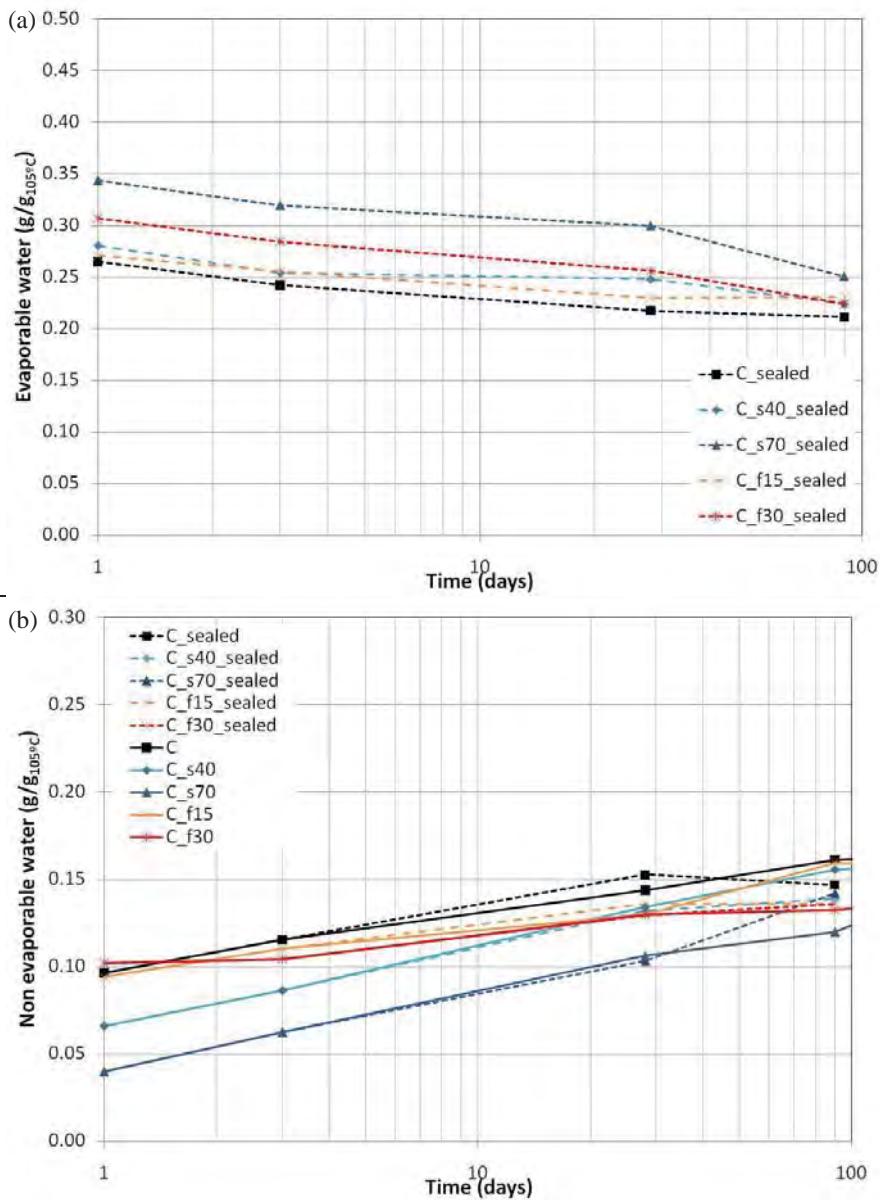 (a)
0.50
0.45
0.40
0.35
0.30
0.25
0.20
0.15
0.10
0.05
0.00
Evaporable water (g/g105ºC)
C_sealed
C_s40_sealed
C_s70_sealed
C_f15_sealed
C_f30_sealed
1
10
100
Time (days)
(b)
0.30
0.25
0.20
0.15
0.10
0.05
0.00
Non evaporable water (g/g105ºC)
C_sealed
C_s40_sealed
C_s70_sealed
C_f15_sealed
C_f30_sealed
C
C_s40
C_s70
C_f15
C_f30
1
10
100
Time (days)